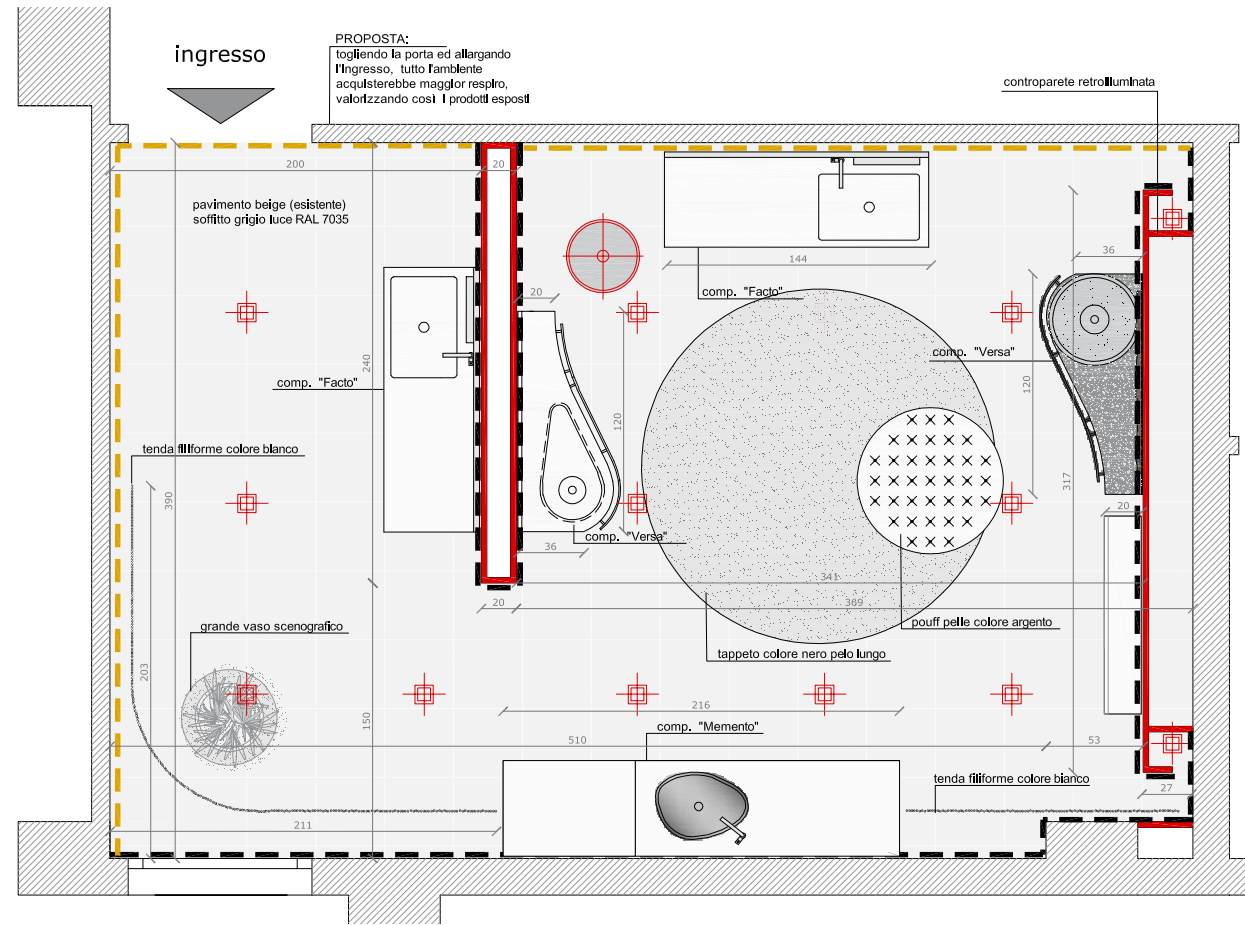 ingresso
PROPOSTA:
togliendo la porta ed allargando
l'ingresso, tutto l'ambiente
acquisterebbe maggior respiro,
valorizzando così i prodotti esposti
controparete retroilluminata
200
20
pavimento beige (esistente)
soffitto grigio luce RAL 7035
144
36
comp. "Facto"
20
comp. "Versa"
240
120
120
comp. "Facto"
tenda filiforme colore bianco
390
317
20
comp. "Versa"
36
341
20
369
grande vaso scenografico
pouff pelle colore argento
tappeto colore nero pelo lungo
203
150
216
comp. "Memento"
510
53
tenda filiforme colore bianco
27
211